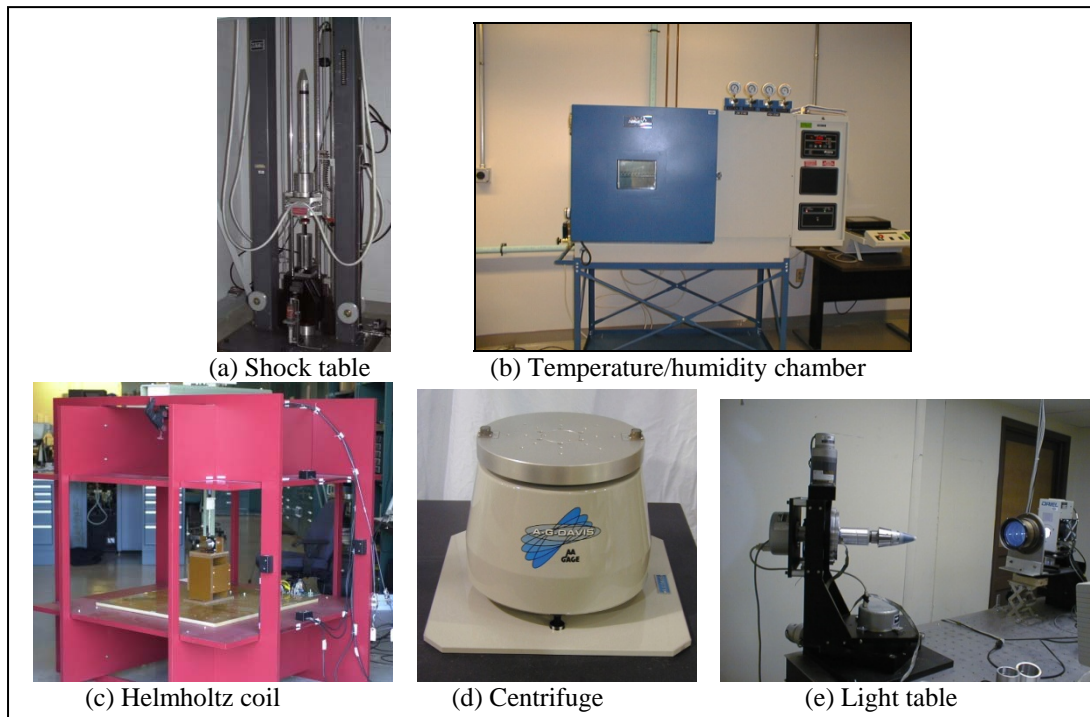 (a) Shock table
(b) Temperature/humidity chamber
A·G·DAVIS
AA
GAGE
(c) Helmholtz coil
(d) Centrifuge
(e) Light table